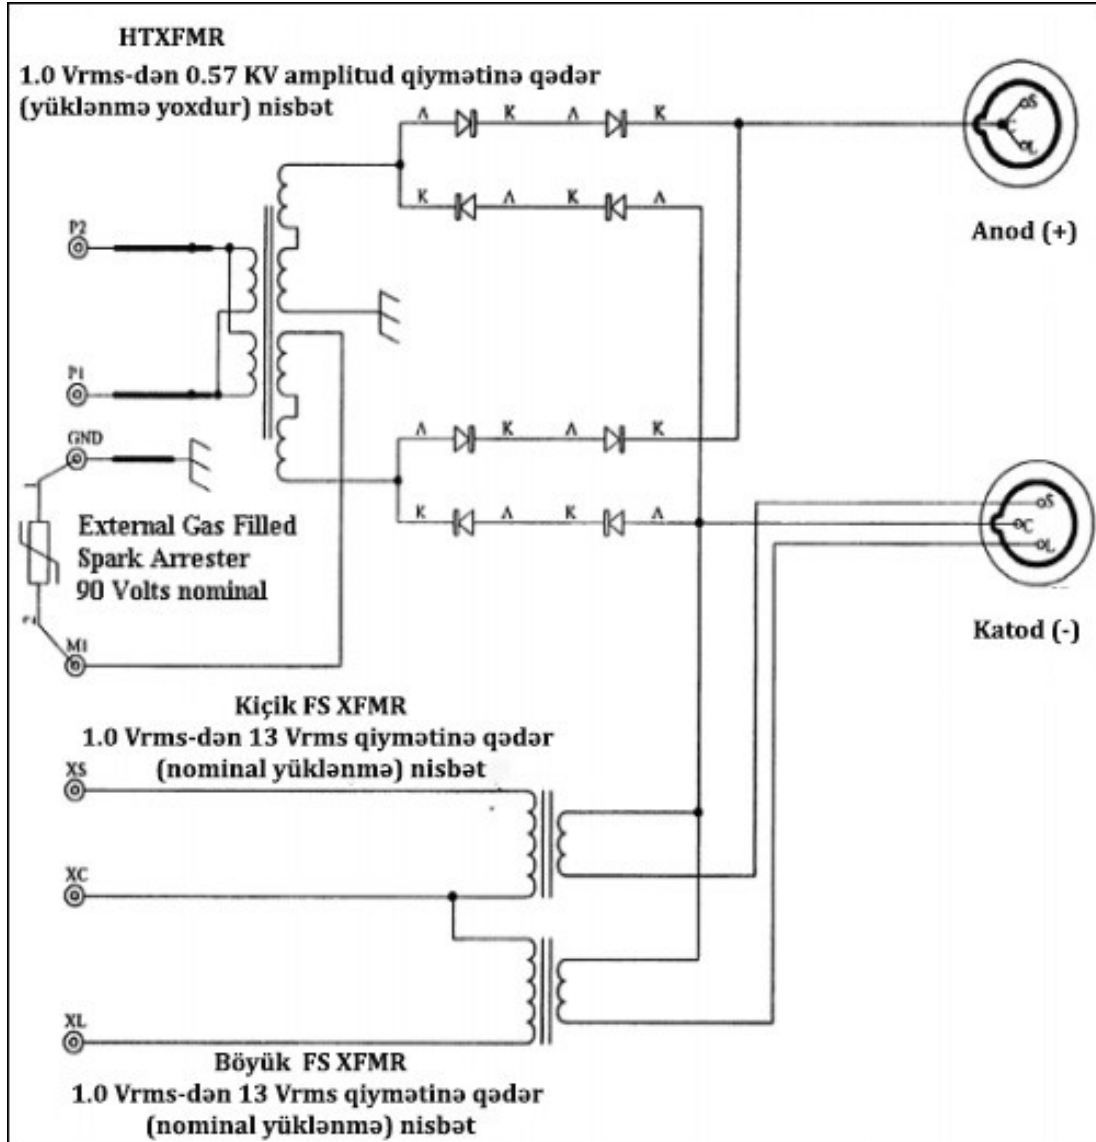 HTXFMR
1.0 Vrms-dən 0.57 KV amplitud qiymətinə qədər
(yüklənmə yoxdur) nisbət
Λ K Λ K
S
C
L
K Λ K Λ
Anod (+)
P2
P1
Λ K Λ K
GND
K Λ K Λ
S
C
L
External Gas Filled
Spark Arrester
90 Volts nominal
Katod (-)
M1
Kiçik FS XFMR
1.0 Vrms-dən 13 Vrms qiymətinə qədər
(nominal yüklənmə) nisbət
XS
XC
XL
Böyük FS XFMR
1.0 Vrms-dən 13 Vrms qiymətinə qədər
(nominal yüklənmə) nisbət